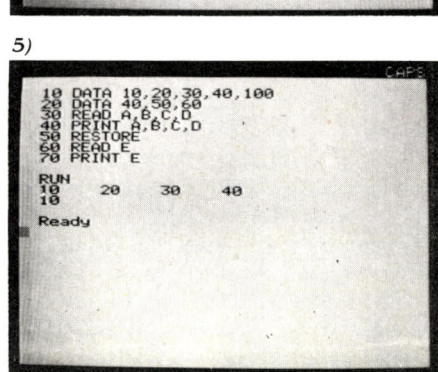 5)
CAPS
10 DATA 10,20,30,40,100
20 DATA 40,50,60
30 READ A,B,C,D
40 PRINT A,B,C,D
50 RESTORE
60 READ E
70 PRINT E
RUN
10 20 30 40
10
Ready